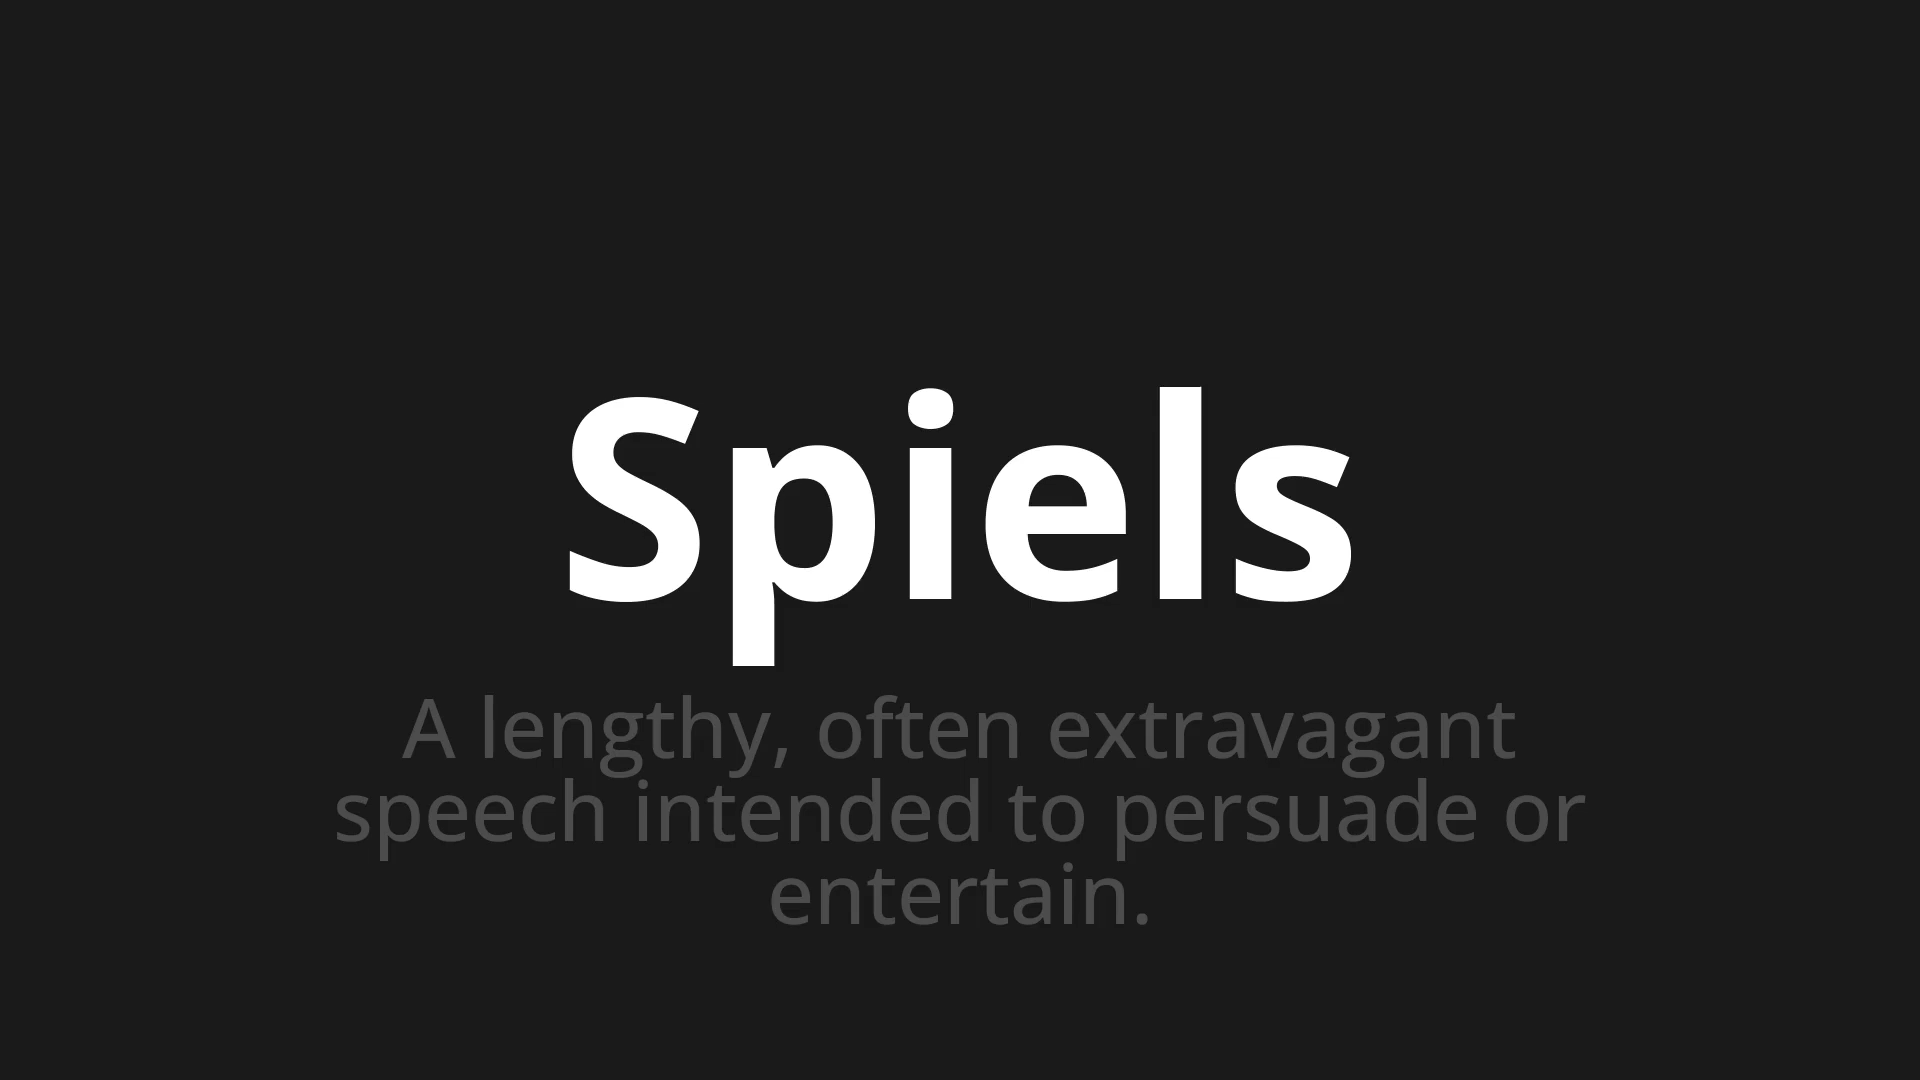 Spiels
A lengthy, often extravagant
speech intended to persuade or
entertain.